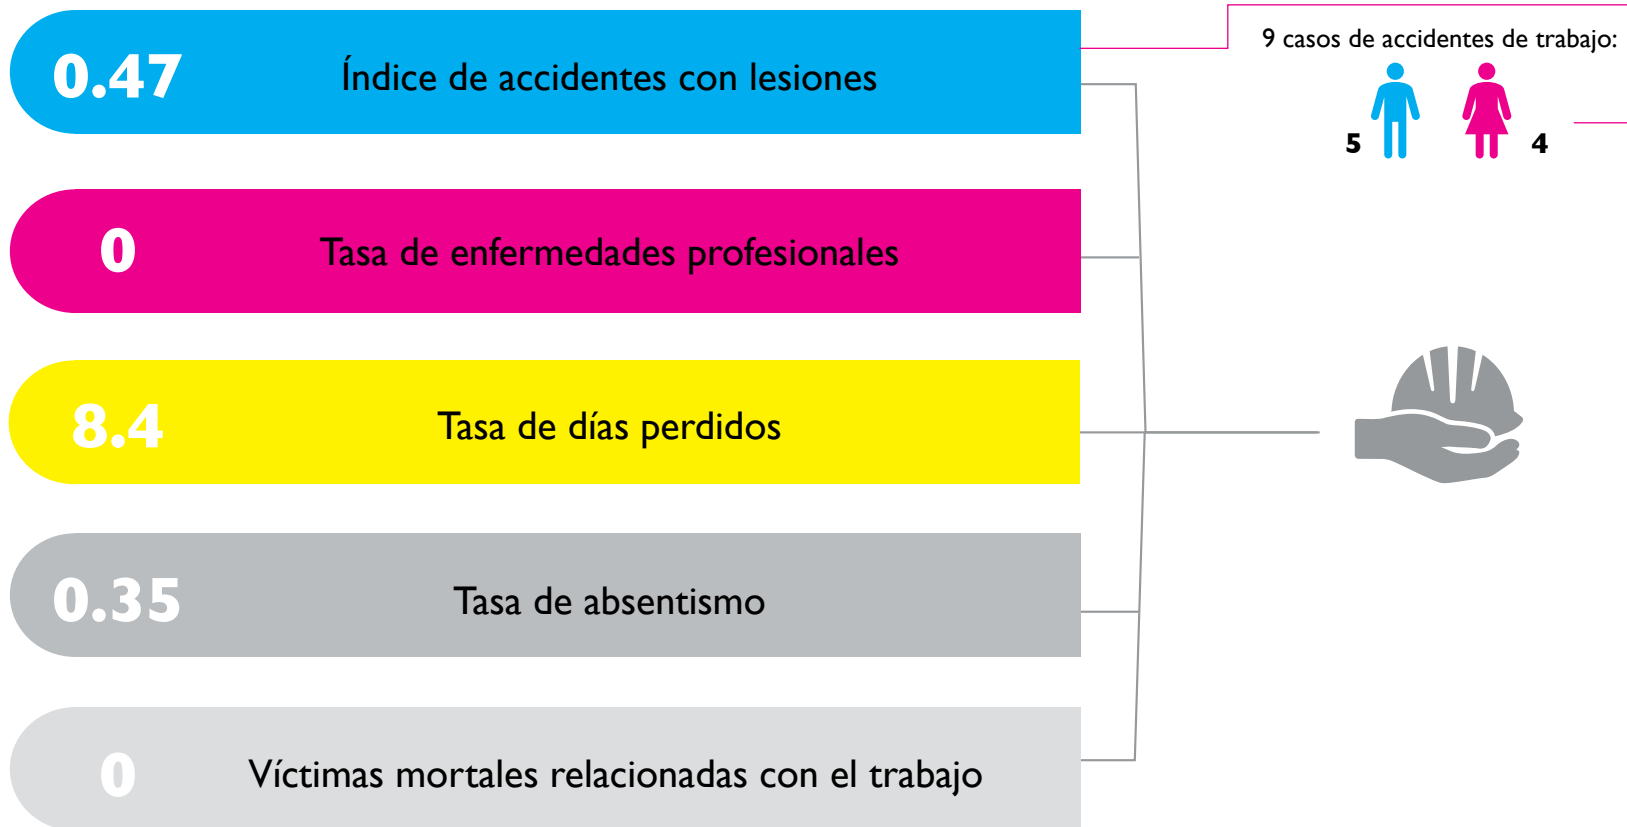 0.47 Índice de accidentes con lesiones
9 casos de accidentes de trabajo:
5 4
0 Tasa de enfermedades profesionales
8.4 Tasa de días perdidos
0.35 Tasa de absentismo
0 Víctimas mortales relacionadas con el trabajo